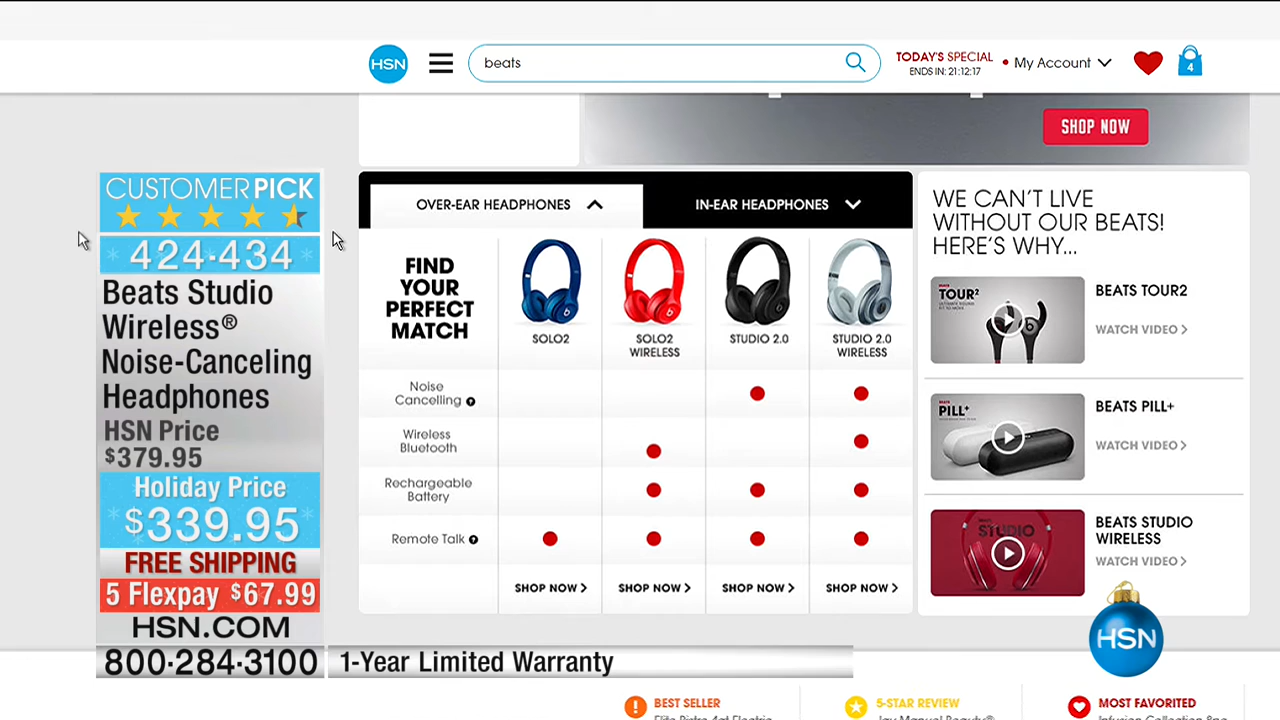 HSN
beats
TODAY'S SPECIAL
ENDS IN: 21:12:17
My Account
4
SHOP NOW
CUSTOMER PICK
424-434
Beats Studio
Wireless®
Noise-Canceling
Headphones
HSN Price
$379.95
Holiday Price
$339.95
FREE SHIPPING
5 Flexpay $67.99
HSN.COM
800-284-3100
1-Year Limited Warranty
OVER-EAR HEADPHONES
IN-EAR HEADPHONES
FIND
YOUR
PERFECT
MATCH
SOLO2
SOLO2
WIRELESS
STUDIO 2.0
STUDIO 2.0
WIRELESS
Noise
Cancelling
Wireless
Bluetooth
Rechargeable
Battery
Remote Talk
SHOP NOW >
SHOP NOW >
SHOP NOW >
SHOP NOW >
WE CAN'T LIVE
WITHOUT OUR BEATS!
HERE'S WHY...
TOUR²
BEATS TOUR2
WATCH VIDEO >
PILL+
BEATS PILL+
WATCH VIDEO >
STUDIO
BEATS STUDIO
WIRELESS
WATCH VIDEO >
HSN
BEST SELLER
5-STAR REVIEW
MOST FAVORITED